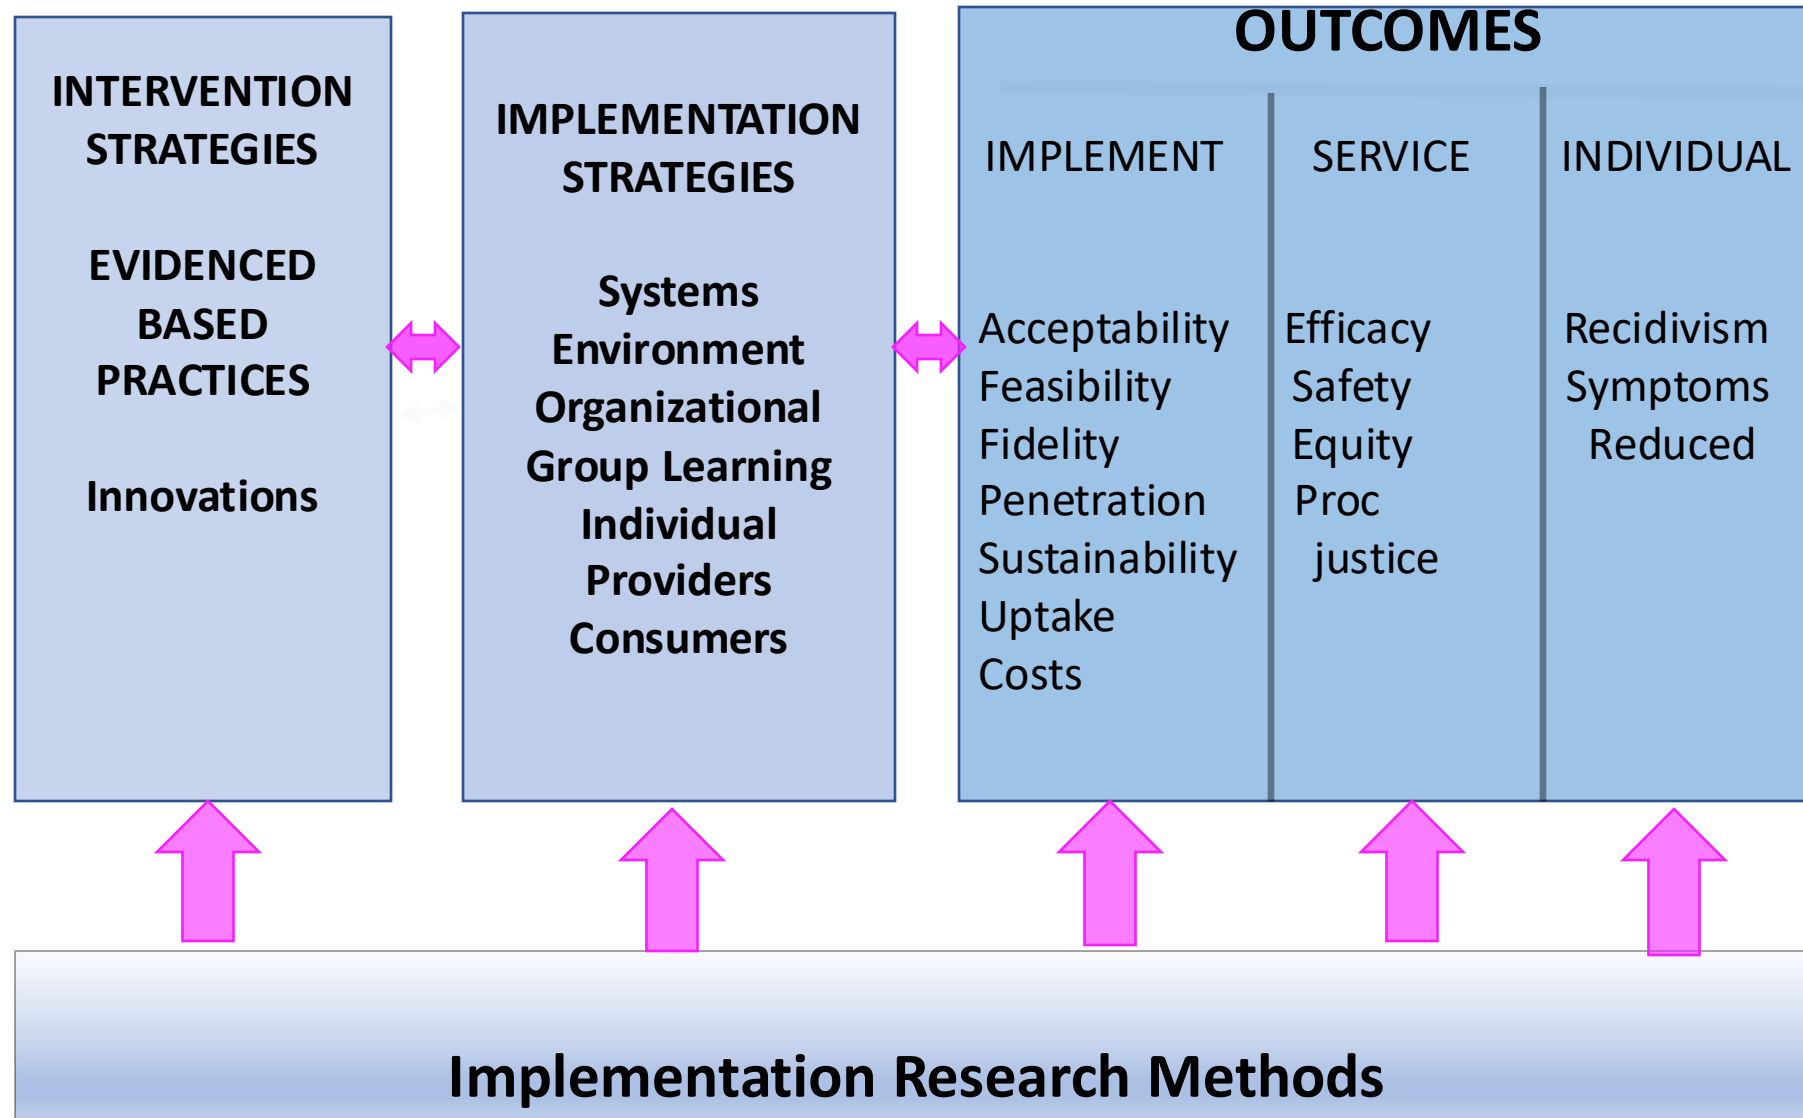 INTERVENTION
STRATEGIES
EVIDENCED
BASED
PRACTICES
Innovations
IMPLEMENTATION
STRATEGIES
Systems
Environment
Organizational
Group Learning
Individual
Providers
Consumers
OUTCOMES
IMPLEMENT
Acceptability
Feasibility
Fidelity
Penetration
Sustainability
Uptake
Costs
SERVICE
Efficacy
Safety
Equity
Proc
justice
INDIVIDUAL
Recidivism
Symptoms
Reduced
Implementation Research Methods